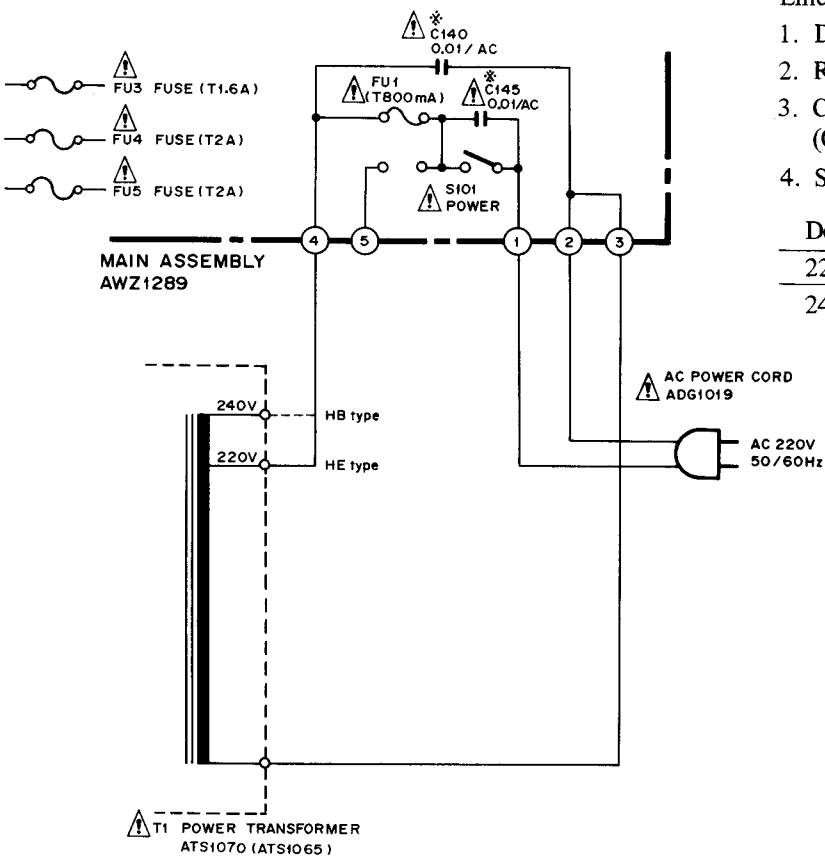 ※
C140
0.01/ AC
FU3 FUSE (T1.6A)
FU1
(T800mA)
※
C145
0.01/AC
FU4 FUSE (T2A)
FU5 FUSE (T2A)
S101
POWER
4 5 1 2 3
MAIN ASSEMBLY
AWZ1289
240V HB type
220V HE type
AC POWER CORD
ADG1019
AC 220V
50/60Hz
T1 POWER TRANSFORMER
ATS1070 (ATS1065)
1. D
2. R
3. C
(C
4. S
22
24